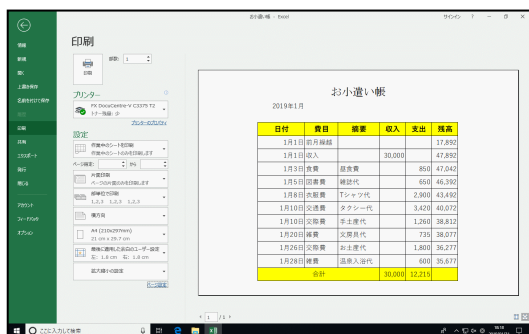 お小遣い帳 - Excel
サインイン ?
情報
新規
開く
上書き保存
名前を付けて保存
印刷
共有
エクスポート
発行
閉じる
アカウント
フィードバック
オプション
印刷
部数: 1
印刷
プリンター
FX DocuCentre-V C3375 T2
トナー残量: 少
プリンターのプロパティ
設定
作業中のシートを印刷
作業中のシートのみを印刷します
ページ指定: から
片面印刷
ページの片面のみを印刷します
部単位で印刷
1,2,3 1,2,3 1,2,3
横方向
A4 (210x297mm)
21 cm x 29.7 cm
最後に適用した余白のユーザー設定
左: 1.8 cm 右: 1.8 cm
拡大縮小の設定
ページ設定
お小遣い帳
2019年1月
日付 費目 摘要 収入 支出 残高
1月1日 前月繰越 17,892
1月1日 収入 30,000 47,892
1月3日 食費 昼食費 850 47,042
1月5日 図書費 雑誌代 650 46,392
1月8日 衣服費 Tシャツ代 2,900 43,492
1月10日 交通費 タクシー代 3,420 40,072
1月10日 交際費 手土産代 1,260 38,812
1月20日 雑費 文房具代 735 38,077
1月26日 交際費 お土産代 1,800 36,277
1月28日 雑費 温泉入浴代 600 35,677
合計 30,000 12,215
1 / 5
ここに入力して検索